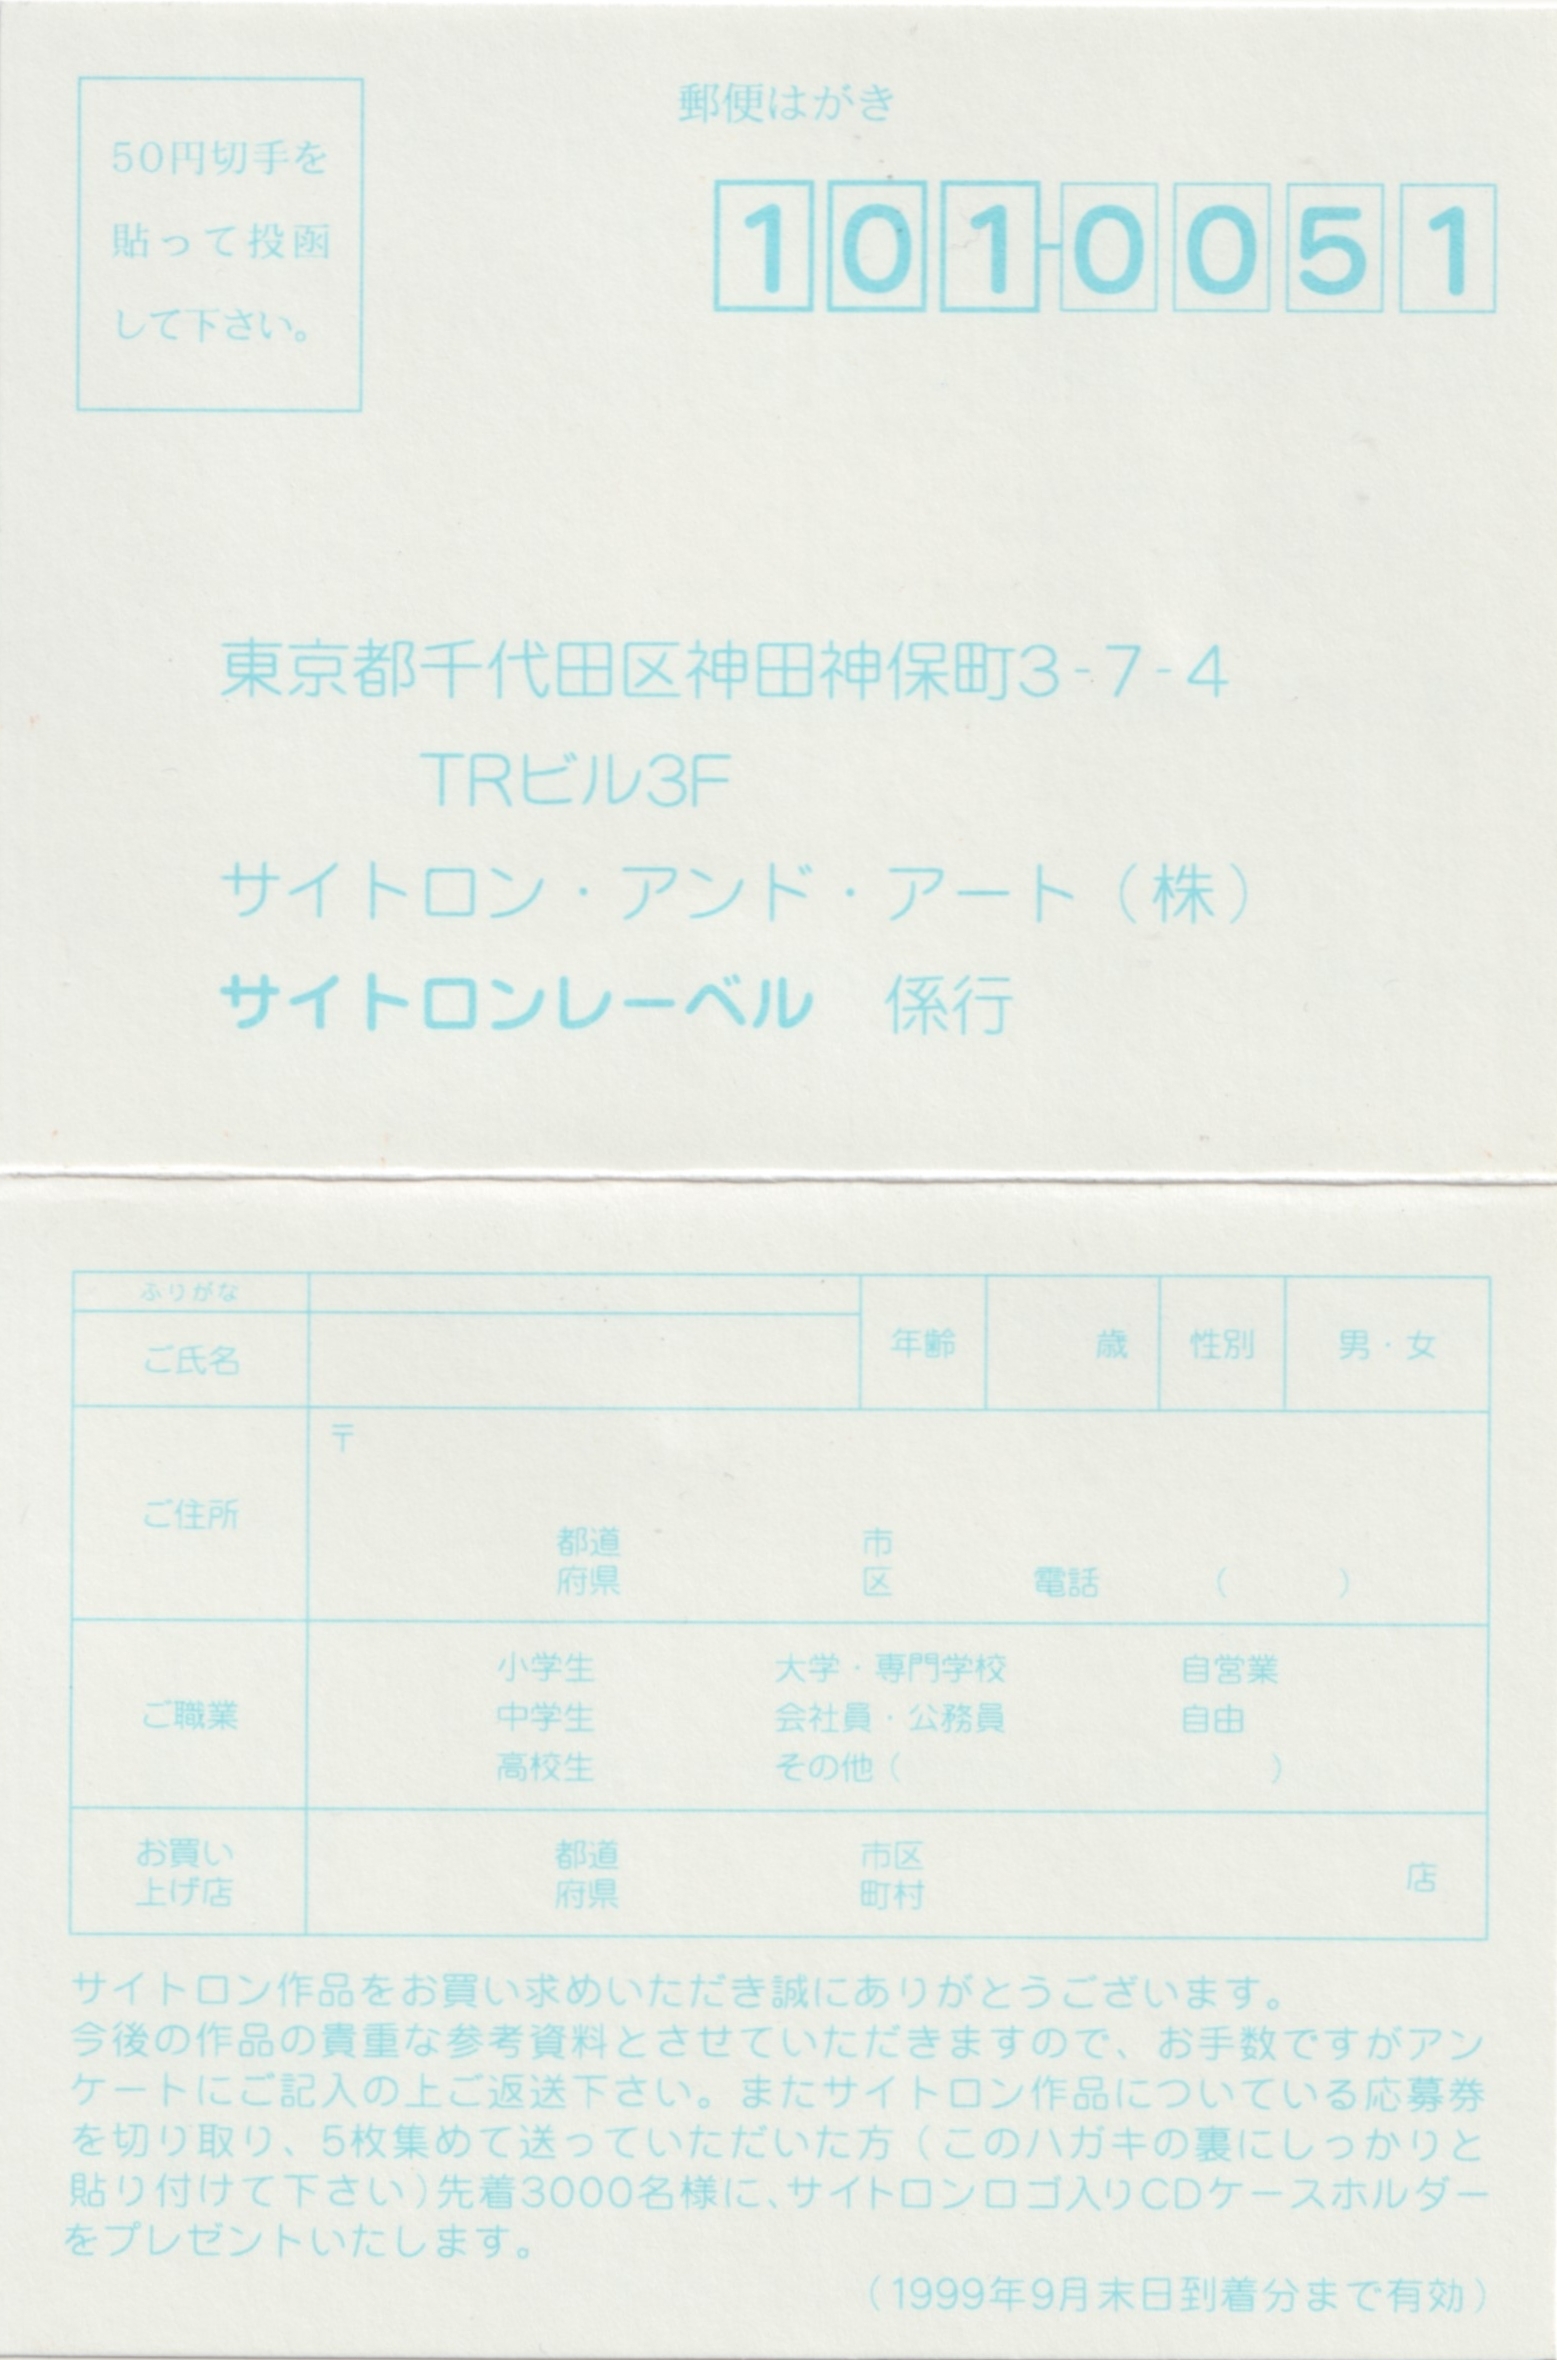 郵便はがき
50円切手を
貼って投函
して下さい。
101-0051
東京都千代田区神田神保町3-7-4
TRビル3F
サイトロン・アンド・アート（株）
サイトロンレーベル　係行
ふりがな
ご氏名
年齢
歳
性別
男・女
ご住所
〒
都道
府県
市
区
電話　（　　）
ご職業
小学生　大学・専門学校　自営業
中学生　会社員・公務員　自由
高校生　その他（　　）
お買い
上げ店
都道
府県
市区
町村
店
サイトロン作品をお買い求めいただき誠にありがとうございます。
今後の作品の貴重な参考資料とさせていただきますので、お手数ですがアン
ケートにご記入の上ご返送下さい。またサイトロン作品についている応募券
を切り取り、5枚集めて送っていただいた方（このハガキの裏にしっかりと
貼り付けて下さい）先着3000名様に、サイトロンロゴ入りCDケースホルダー
をプレゼントいたします。
（1999年9月末日到着分まで有効）